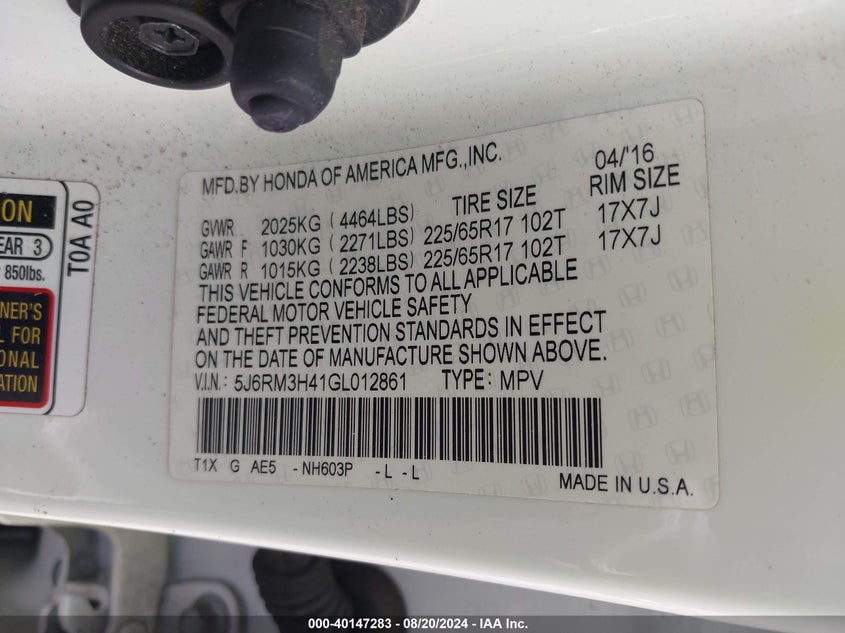 MFD.BY HONDA OF AMERICA MFG.,INC. 04/'16
TIRE SIZE RIM SIZE
GVWR 2025KG ( 4464LBS)
GAWR F 1030KG ( 2271LBS) 225/65R17 102T 17X7J
GAWR R 1015KG ( 2238LBS) 225/65R17 102T 17X7J
THIS VEHICLE CONFORMS TO ALL APPLICABLE
FEDERAL MOTOR VEHICLE SAFETY
AND THEFT PREVENTION STANDARDS IN EFFECT
ON THE DATE OF MANUFACTURE SHOWN ABOVE.
V.I.N.: 5J6RM3H41GL012861 TYPE: MPV
T1X G AE5 - NH603P - L - L
MADE IN U.S.A.
ON
EAR 3
850lbs.
NER'S
FOR
ONAL
ATION
T0A A0
000-40147283 - 08/20/2024 - IAA Inc.